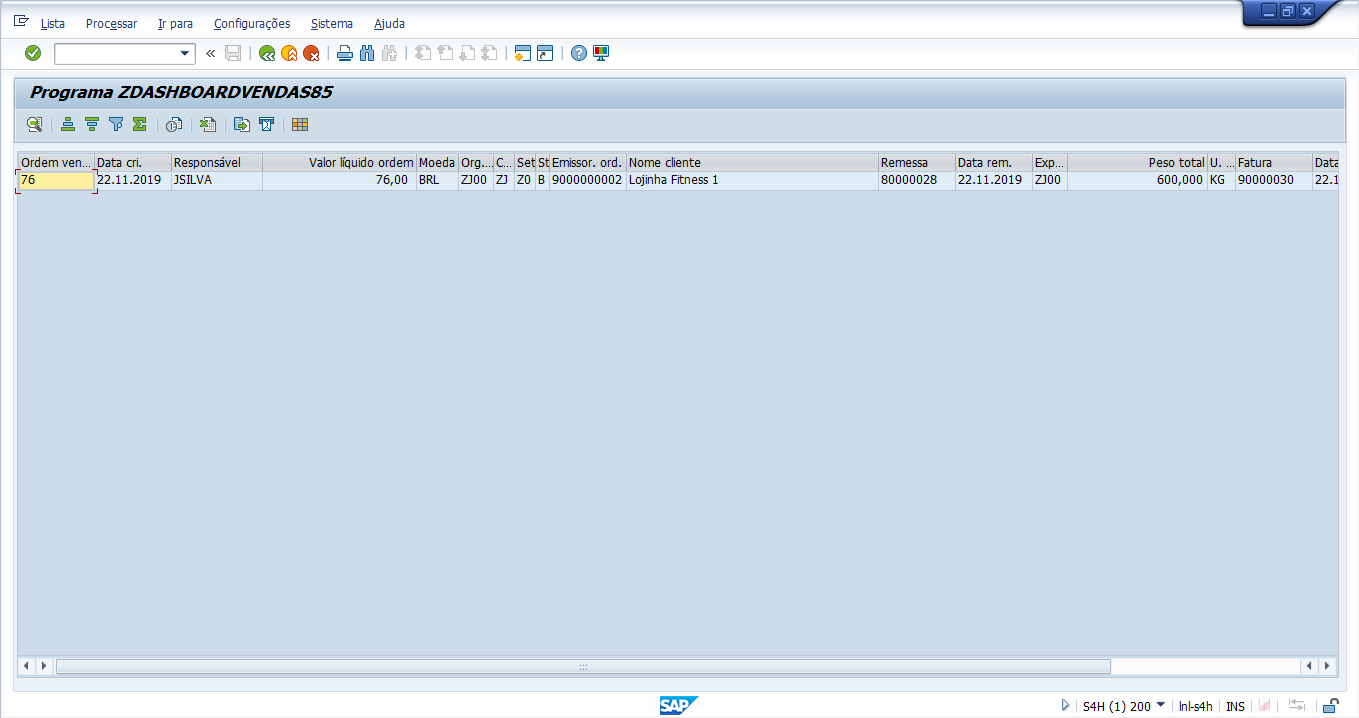 Lista Processar Ir para Configurações Sistema Ajuda
Programa ZDASHBOARDVENDAS85
Ordem ven... Data cri. Responsável Valor líquido ordem Moeda Org.... C... Set St Emissor. ord. Nome cliente Remessa Data rem. Exp... Peso total U. ... Fatura Data
76 22.11.2019 JSILVA 76,00 BRL ZJ00 ZJ Z0 B 9000000002 Lojinha Fitness 1 80000028 22.11.2019 ZJ00 600,000 KG 90000030 22.1
SAP S4H (1) 200 lnl-s4h INS